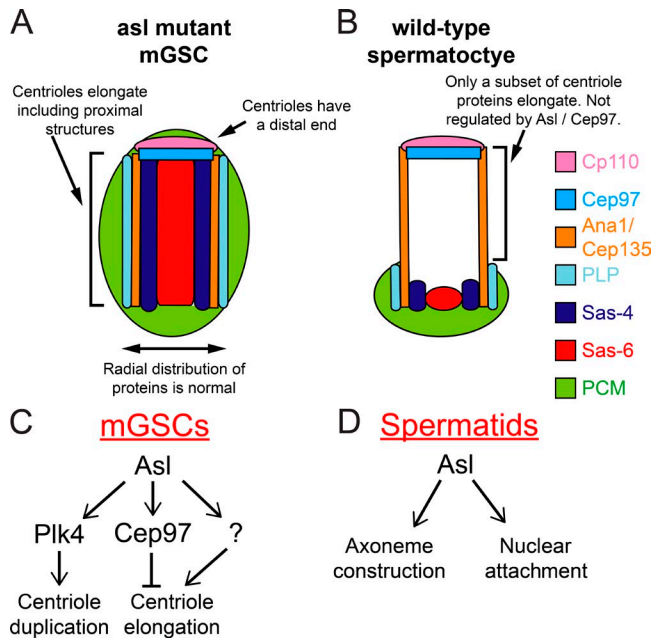 A
asl mutant
mGSC
Centrioles elongate
including proximal
structures
Centrioles have
a distal end
Radial distribution of
proteins is normal
B
wild-type
spermatoctye
Only a subset of centriole
proteins elongate. Not
regulated by Asl / Cep97.
Cp110
Cep97
Ana1/
Cep135
PLP
Sas-4
Sas-6
PCM
C
mGSCs
Asl
Plk4
Cep97
?
Centriole
duplication
Centriole
elongation
D
Spermatids
Asl
Axoneme
construction
Nuclear
attachment